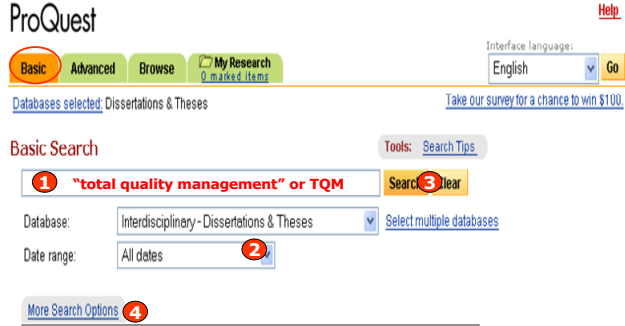 ProQuest
Help
Interface language:
Basic Advanced Browse My Research
0 marked items
English Go
Databases selected: Dissertations & Theses
Take our survey for a chance to win $100.
Basic Search
Tools: Search Tips
1 “total quality management” or TQM Search 3 Clear
Database: Interdisciplinary - Dissertations & Theses Select multiple databases
Date range: All dates 2
More Search Options 4